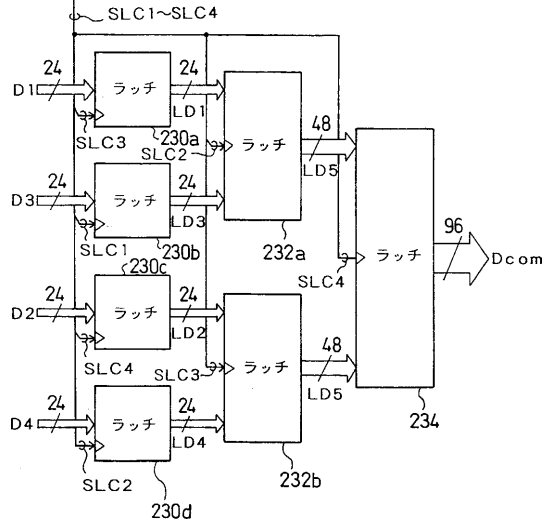 SLC1~SLC4
D1
24
ラッチ
24
LD1
SLC3
230a
SLC2
ラッチ
48
LD5
232a
D3
24
ラッチ
24
LD3
SLC1
230b
230c
D2
24
ラッチ
24
LD2
SLC4
SLC3
ラッチ
48
LD5
232b
D4
24
ラッチ
24
LD4
SLC2
230d
SLC4
ラッチ
96
Dcom
234